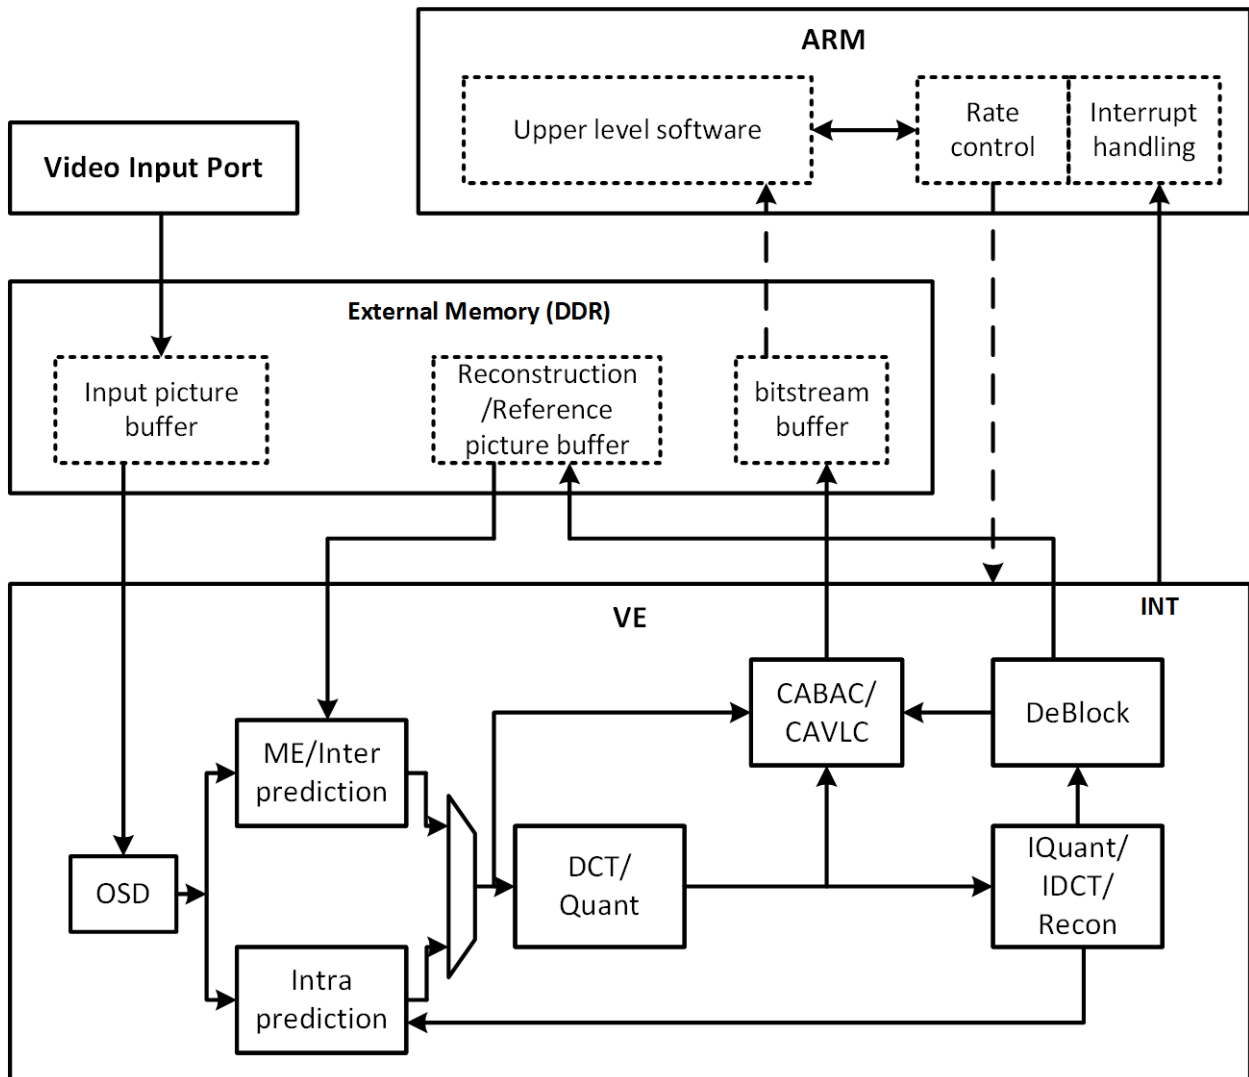 ARM
Upper level software
Rate
control
Interrupt
handling
Video Input Port
External Memory (DDR)
Input picture
buffer
Reconstruction
/Reference
picture buffer
bitstream
buffer
VE
INT
CABAC/
CAVLC
DeBlock
ME/Inter
prediction
OSD
DCT/
Quant
IQuant/
IDCT/
Recon
Intra
prediction